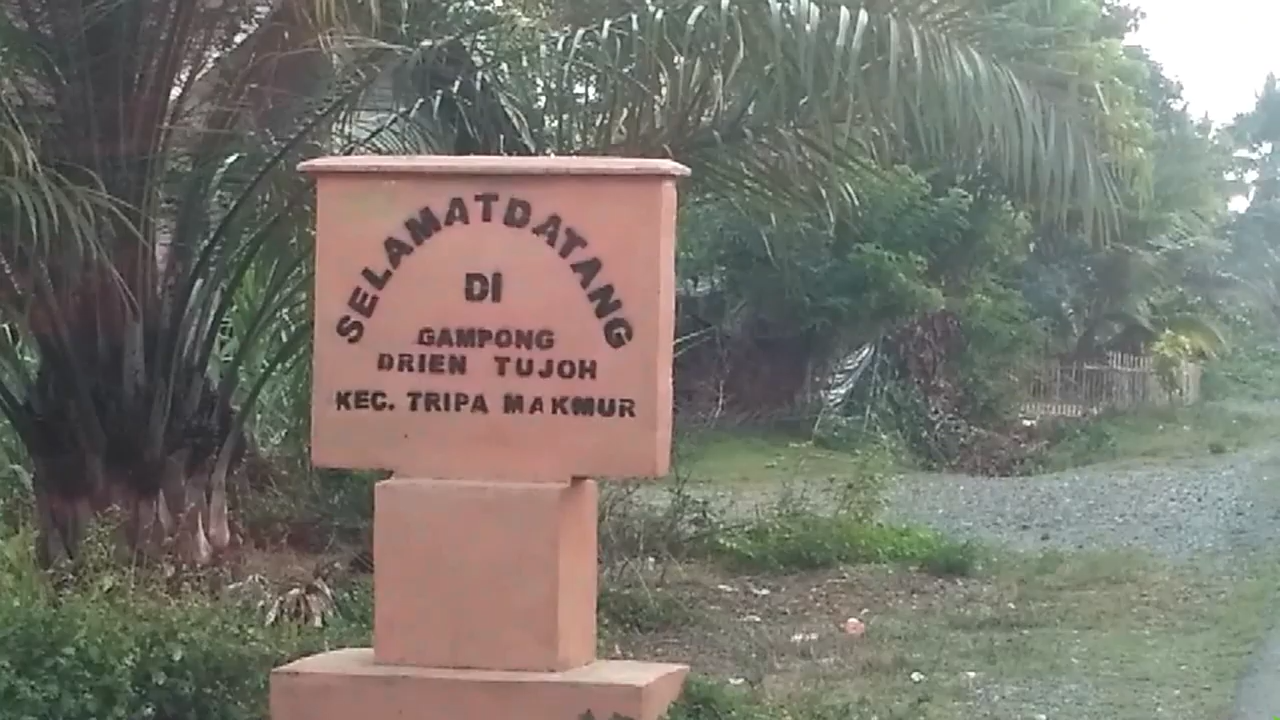 SELAMATDATANG
DI
GAMPONG
DRIEN TUJOH
KEC. TRIPA MAKMUR